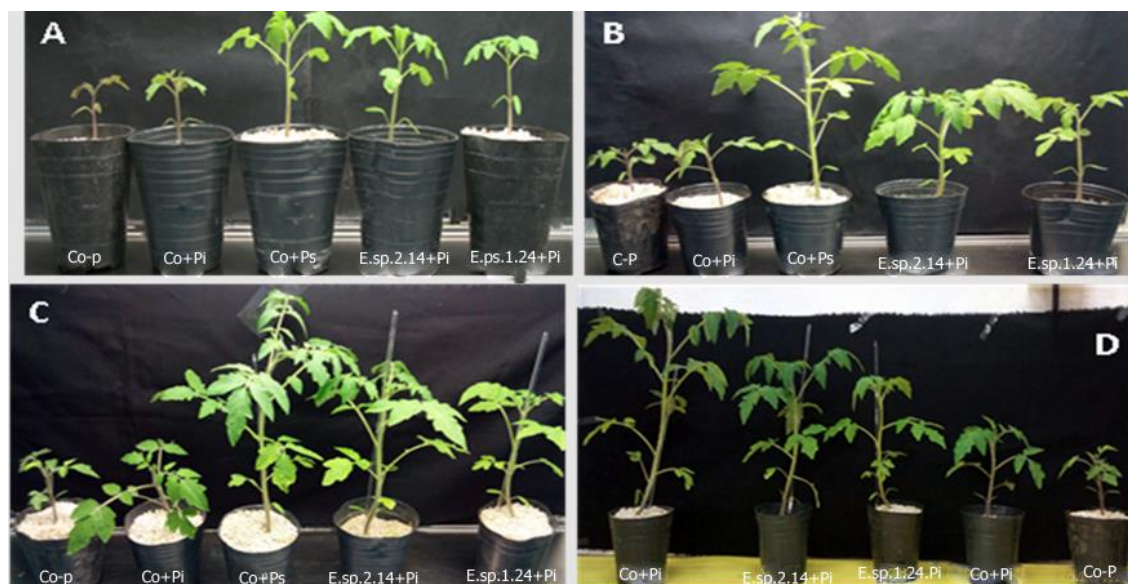 A
Co-p Co+Pi Co+Ps E.sp.2.14+Pi E.ps.1.24+Pi
B
C-P Co+Pi Co+Ps E.sp.2.14+Pi E.sp.1.24+Pi
C
Co-p Co+Pi Co+Ps E.sp.2.14+Pi E.sp.1.24+Pi
D
Co+Pi E.sp.2.14+Pi E.sp.1.24.Pi Co+Pi Co-P